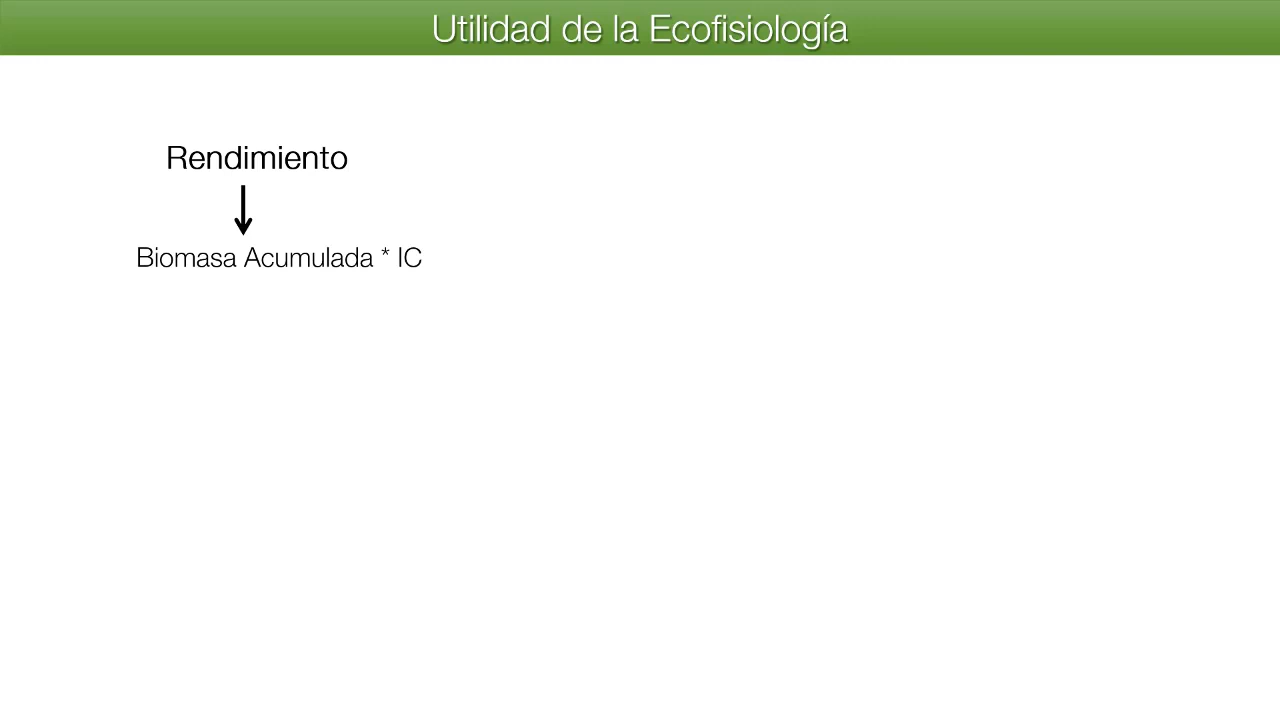 Utilidad de la Ecofisiología
Rendimiento
Biomasa Acumulada * IC